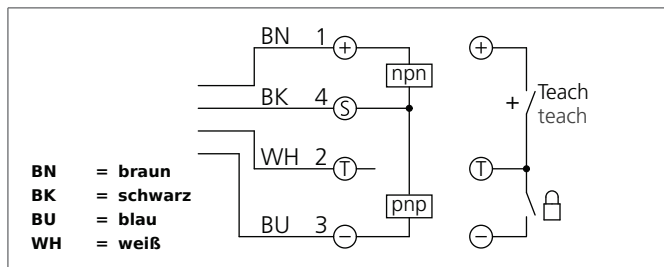 BN 1 +
npn
BK 4 S
WH 2 T
pnp
BU 3 −
BN = braun
BK = schwarz
BU = blau
WH = weiß
+
+ Teach
teach
T
−